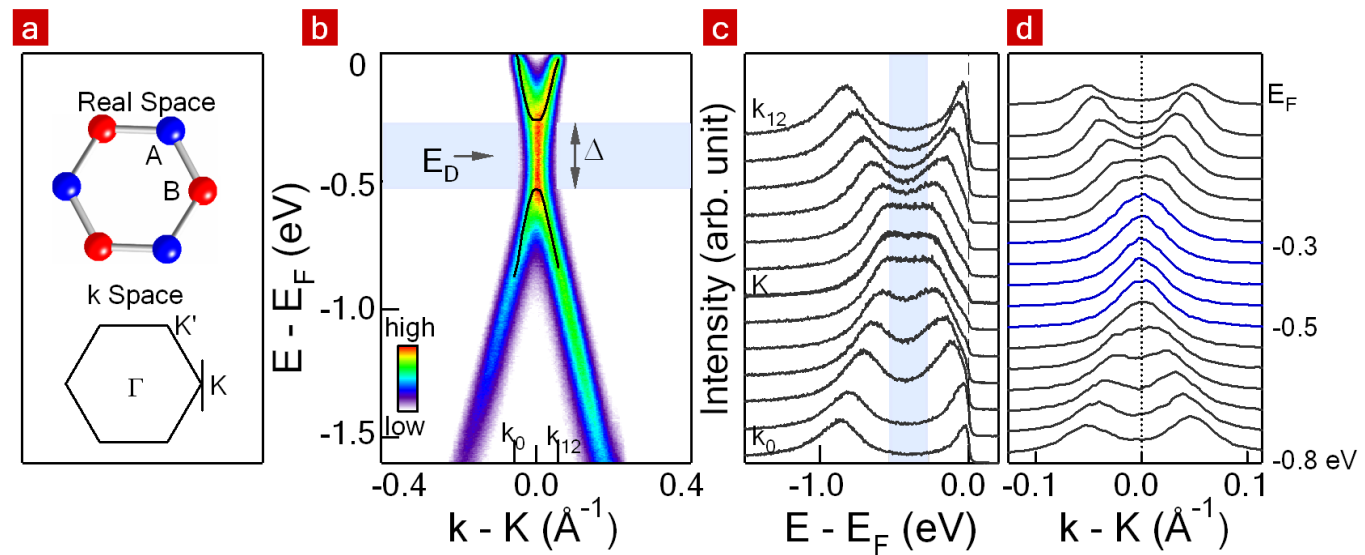 a
Real Space
A
B
k Space
K'
Γ
K
b
E - E_F (eV)
0
-0.5
-1.0
-1.5
E_D
Δ
high
low
k_0
k_12
-0.4
0.0
0.4
k - K (Å^-1)
c
Intensity (arb. unit)
k_12
K
k_0
-1.0
0.0
E - E_F (eV)
d
E_F
-0.3
-0.5
-0.8 eV
-0.1
0.0
0.1
k - K (Å^-1)